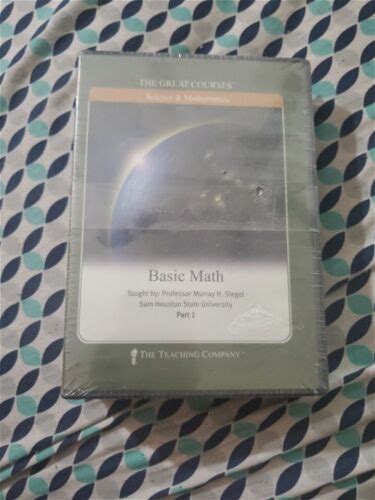 THE GREAT COURSES®
Science & Mathematics
Basic Math
Taught by: Professor Murray H. Siegel
Sam Houston State University
Part 1
THE TEACHING COMPANY®